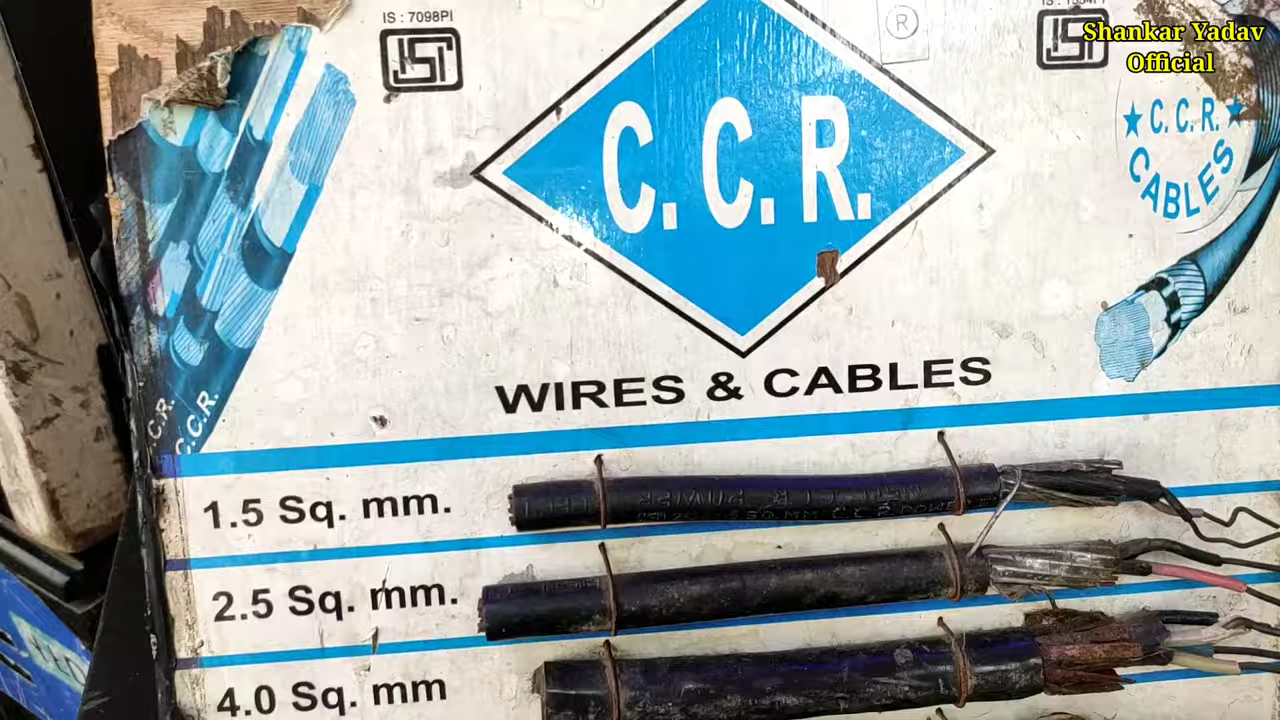 IS : 7098PI
ISI
R
Shankar Yadav
Official
C. C. R.
C. C. R.
CABLES
C.C.R.
C.C.R.
WIRES & CABLES
1.5 Sq. mm.
2.5 Sq. mm.
4.0 Sq. mm